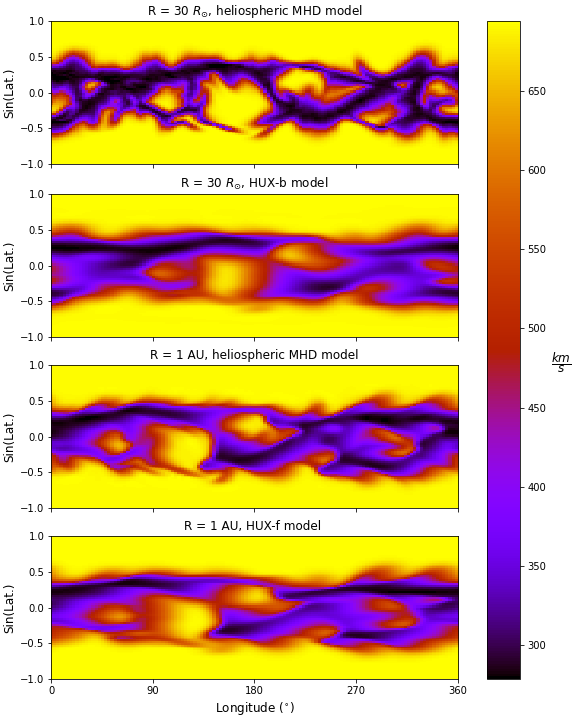 R = 30 R⊙, heliospheric MHD model
1.0
0.5
0.0
−0.5
−1.0
Sin(Lat.)
R = 30 R⊙, HUX-b model
1.0
0.5
0.0
−0.5
−1.0
Sin(Lat.)
R = 1 AU, heliospheric MHD model
1.0
0.5
0.0
−0.5
−1.0
Sin(Lat.)
R = 1 AU, HUX-f model
1.0
0.5
0.0
−0.5
−1.0
Sin(Lat.)
0 90 180 270 360
Longitude (°)
650
600
550
500
450
400
350
300
km
s